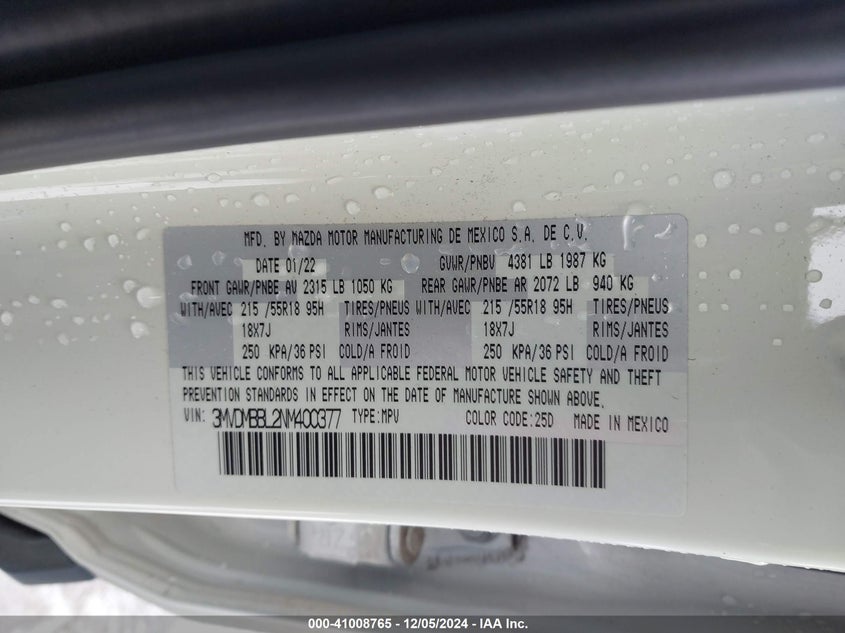 MFD. BY MAZDA MOTOR MANUFACTURING DE MEXICO S.A. DE C.V.
DATE 01/22 GVWR/PNBV 4381 LB 1987 KG
FRONT GAWR/PNBE AV 2315 LB 1050 KG REAR GAWR/PNBE AR 2072 LB 940 KG
WITH/AVEC 215 /55R18 95H TIRES/PNEUS WITH/AVEC 215 /55R18 95H TIRES/PNEUS
18X7J RIMS/JANTES 18X7J RIMS/JANTES
250 KPA/36 PSI COLD/A FROID 250 KPA/36 PSI COLD/A FROID
THIS VEHICLE CONFORMS TO ALL APPLICABLE FEDERAL MOTOR VEHICLE SAFETY AND THEFT
PREVENTION STANDARDS IN EFFECT ON THE DATE OF MANUFACTURE SHOWN ABOVE.
VIN: 3MVDMBBL2NM400377 TYPE:MPV COLOR CODE:25D MADE IN MEXICO
000-41008765 - 12/05/2024 - IAA Inc.